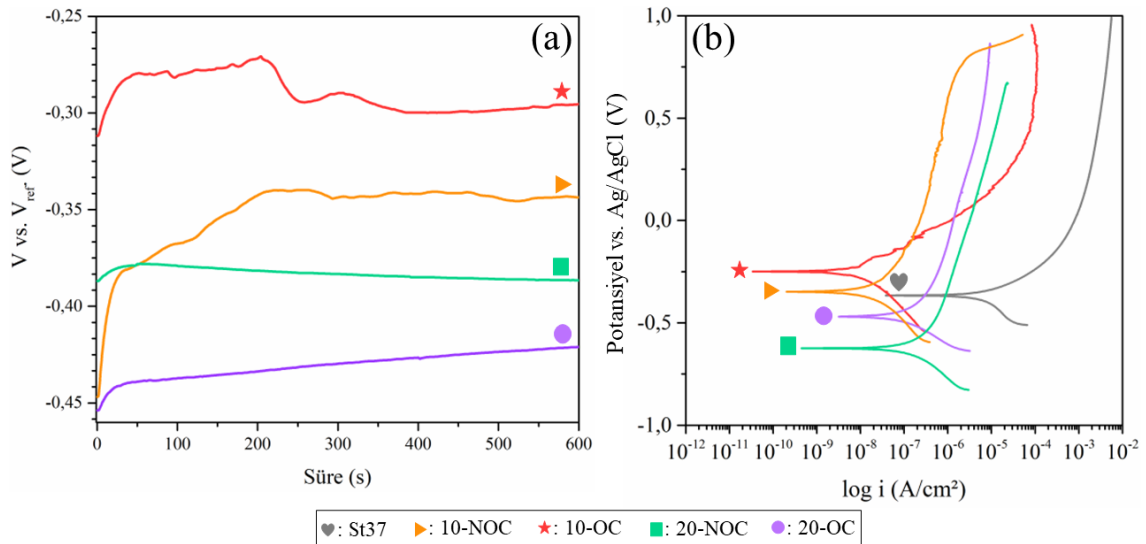 (a)
V vs. V_ref- (V)
-0,25
-0,30
-0,35
-0,40
-0,45
0 100 200 300 400 500 600
Süre (s)
(b)
Potansiyel vs. Ag/AgCl (V)
1,0
0,5
0,0
-0,5
-1,0
10⁻¹² 10⁻¹¹ 10⁻¹⁰ 10⁻⁹ 10⁻⁸ 10⁻⁷ 10⁻⁶ 10⁻⁵ 10⁻⁴ 10⁻³ 10⁻²
log i (A/cm²)
: St37 : 10-NOC : 10-OC : 20-NOC : 20-OC